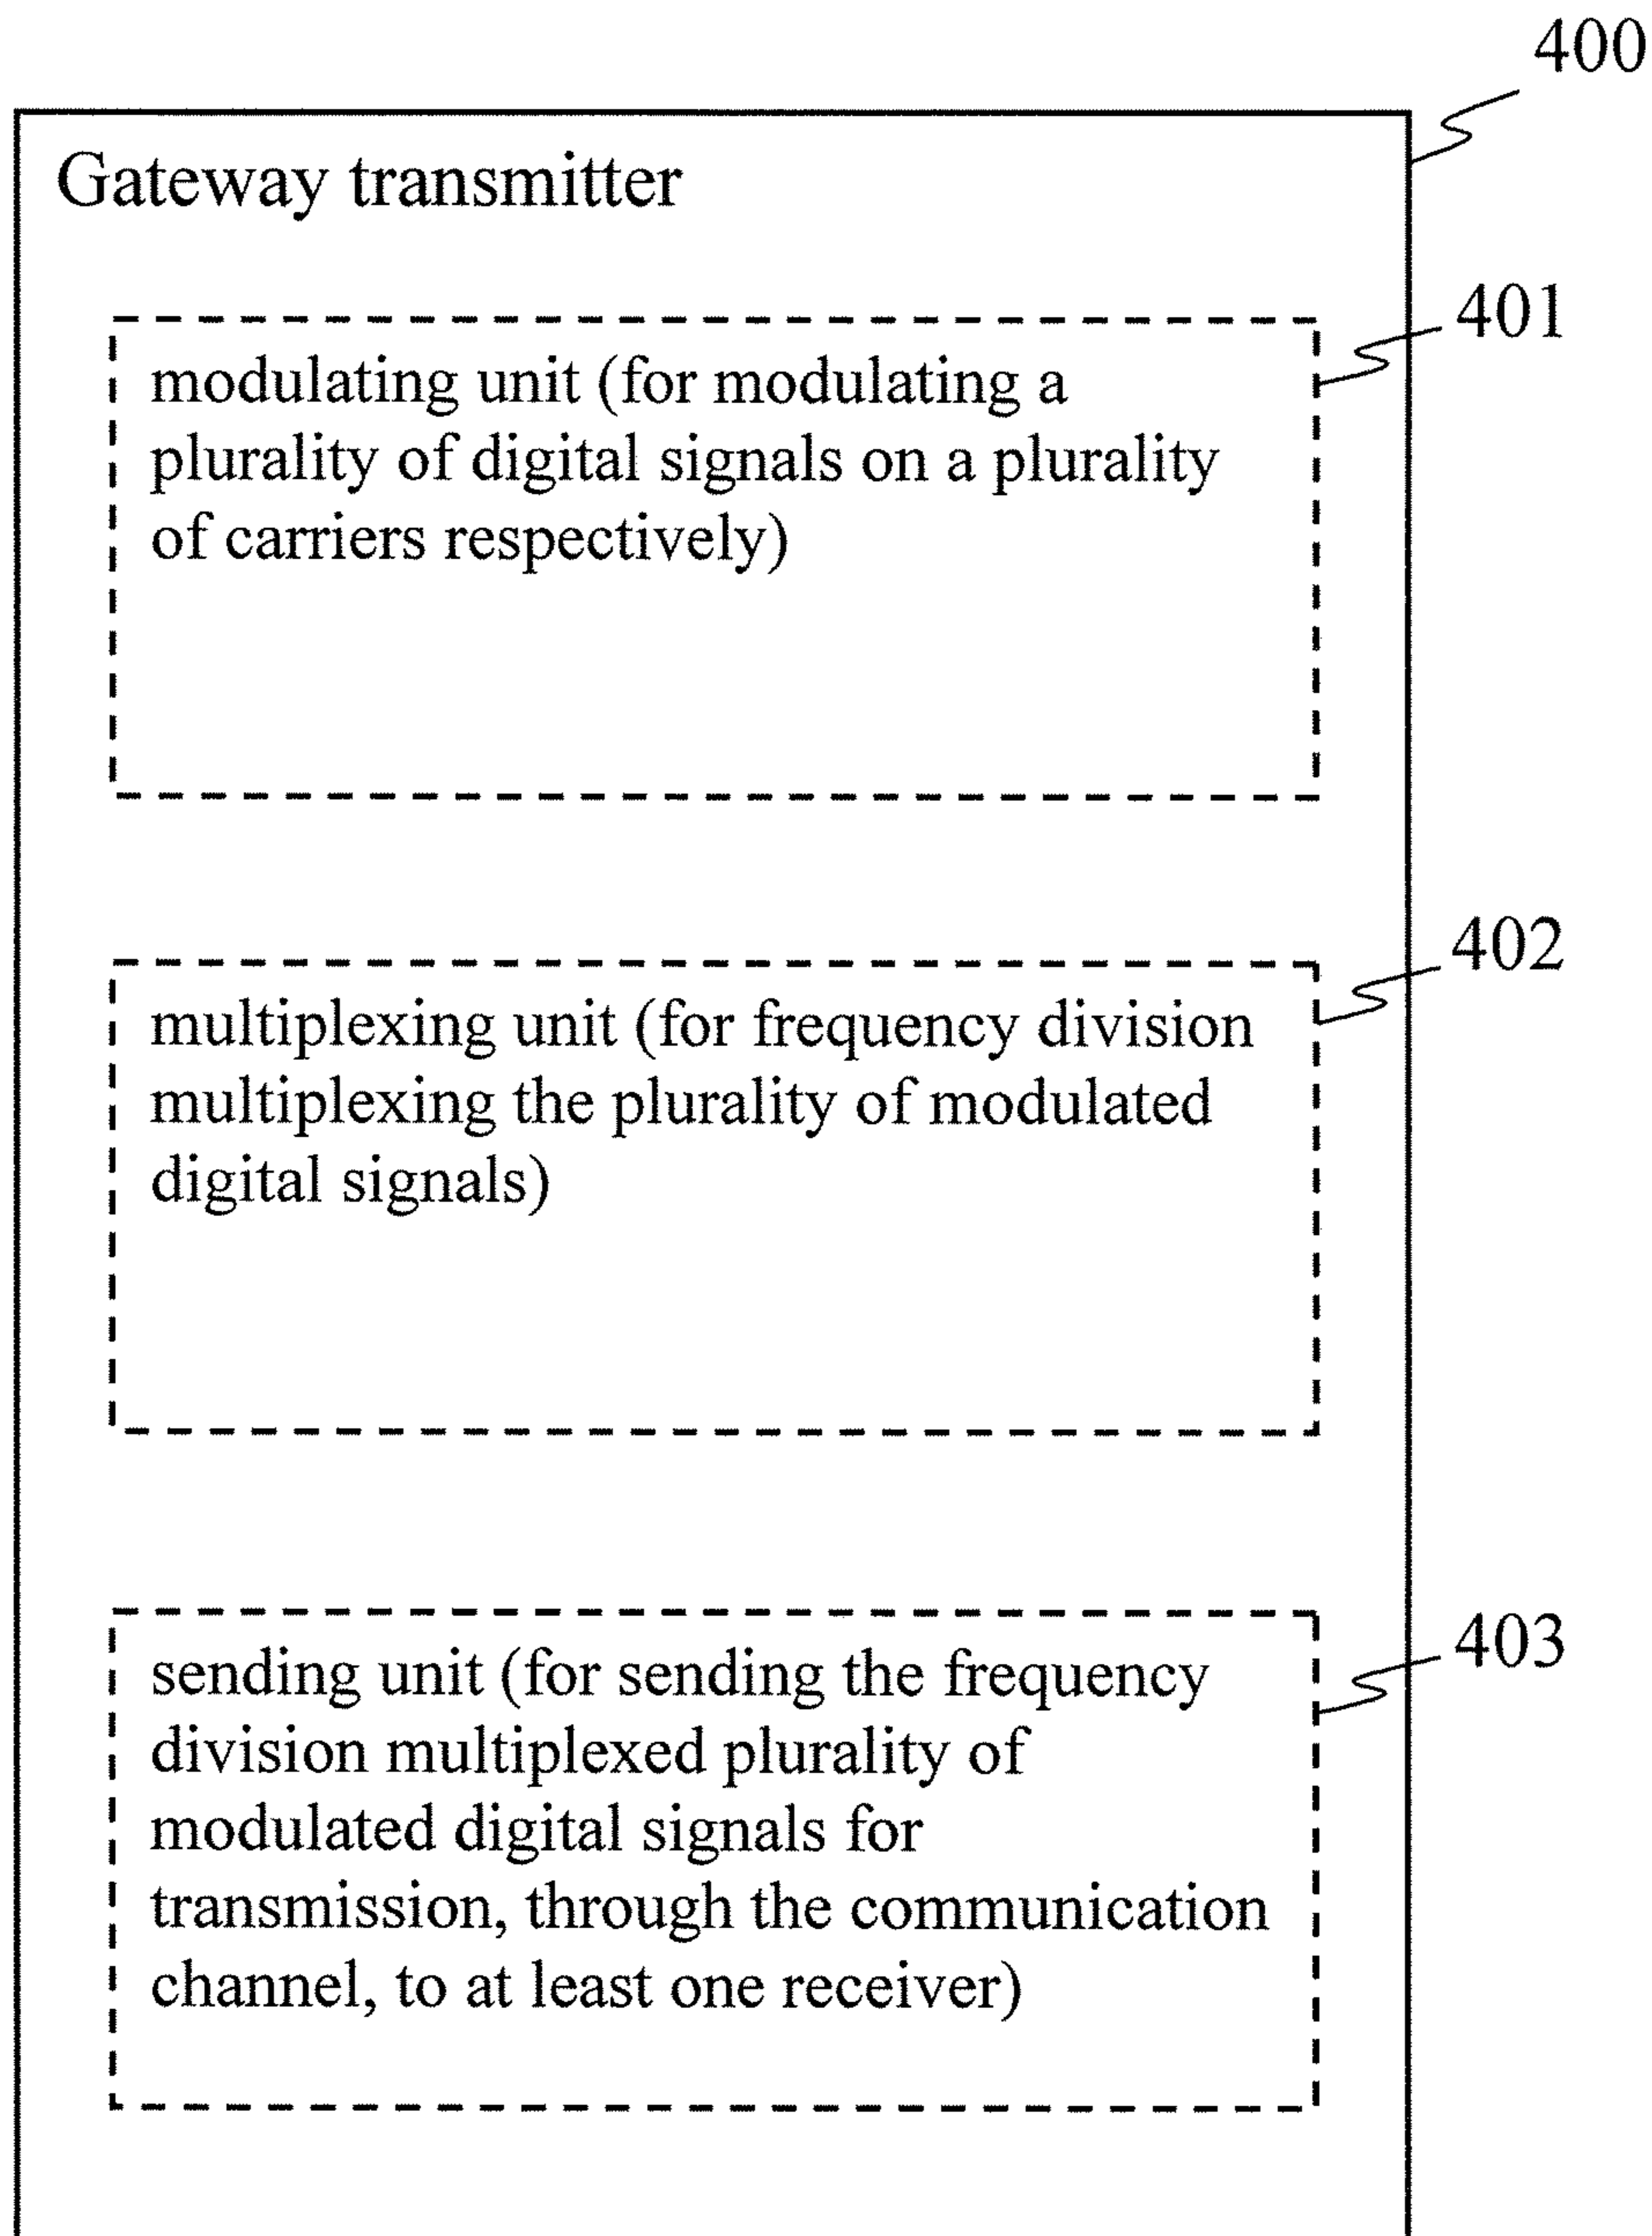 400
Gateway transmitter
401
modulating unit (for modulating a
plurality of digital signals on a plurality
of carriers respectively)
402
multiplexing unit (for frequency division
multiplexing the plurality of modulated
digital signals)
403
sending unit (for sending the frequency
division multiplexed plurality of
modulated digital signals for
transmission, through the communication
channel, to at least one receiver)